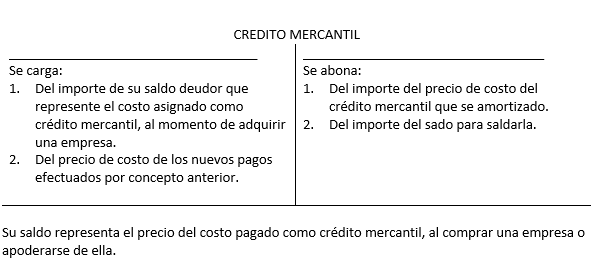 CREDITO MERCANTIL
Se carga:
1. Del importe de su saldo deudor que
represente el costo asignado como
crédito mercantil, al momento de adquirir
una empresa.
2. Del precio de costo de los nuevos pagos
efectuados por concepto anterior.
Se abona:
1. Del importe del precio de costo del
crédito mercantil que se amortizado.
2. Del importe del sado para saldarla.
Su saldo representa el precio del costo pagado como crédito mercantil, al comprar una empresa o
apoderarse de ella.